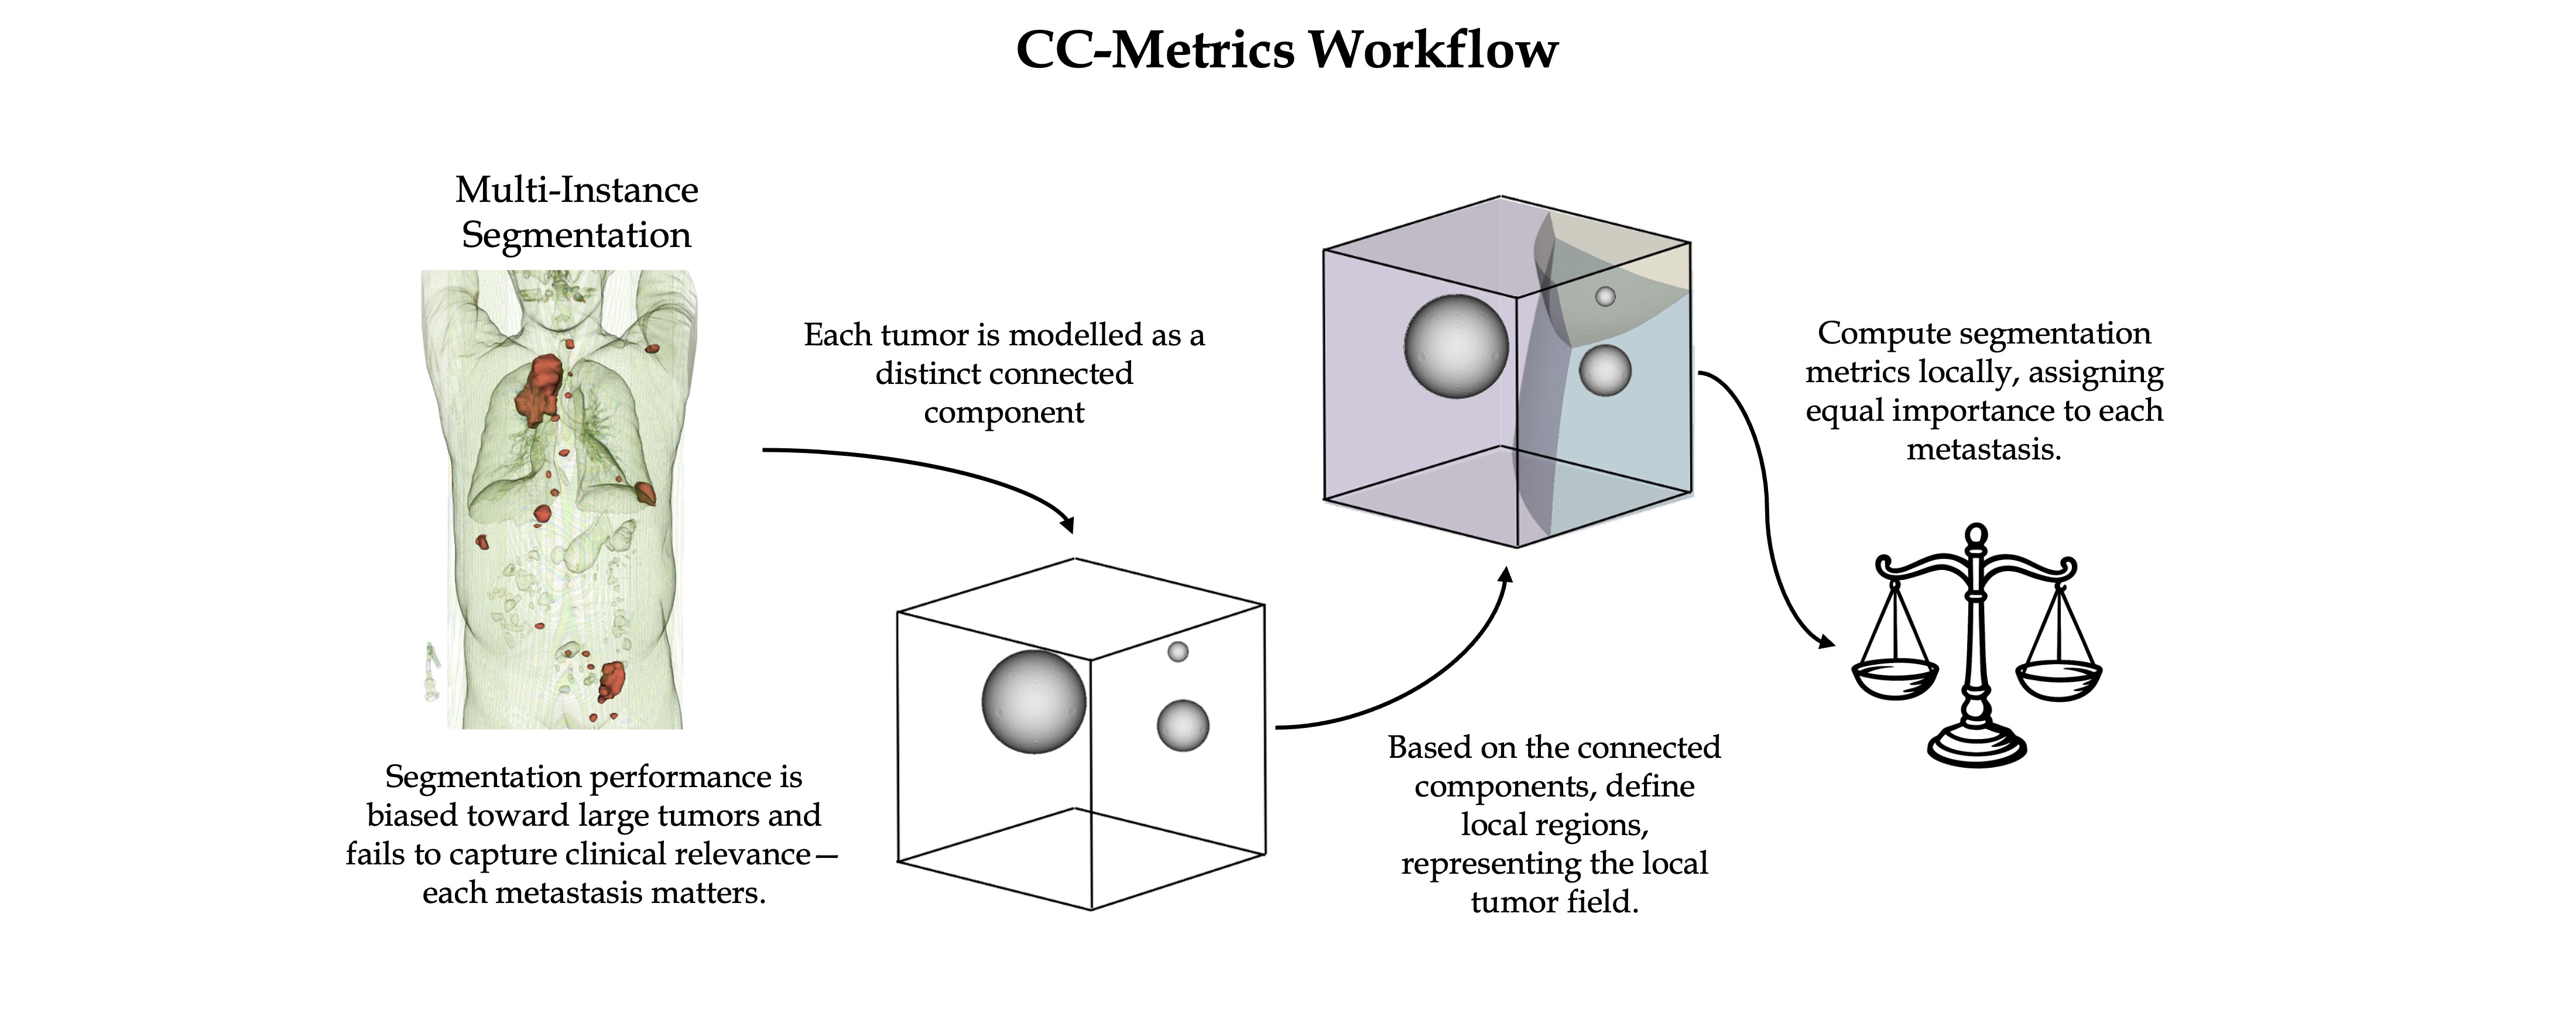 CC-Metrics Workflow
Multi-Instance
Segmentation
Segmentation performance is
biased toward large tumors and
fails to capture clinical relevance—
each metastasis matters.
Each tumor is modelled as a
distinct connected
component
Based on the connected
components, define
local regions,
representing the local
tumor field.
Compute segmentation
metrics locally, assigning
equal importance to each
metastasis.